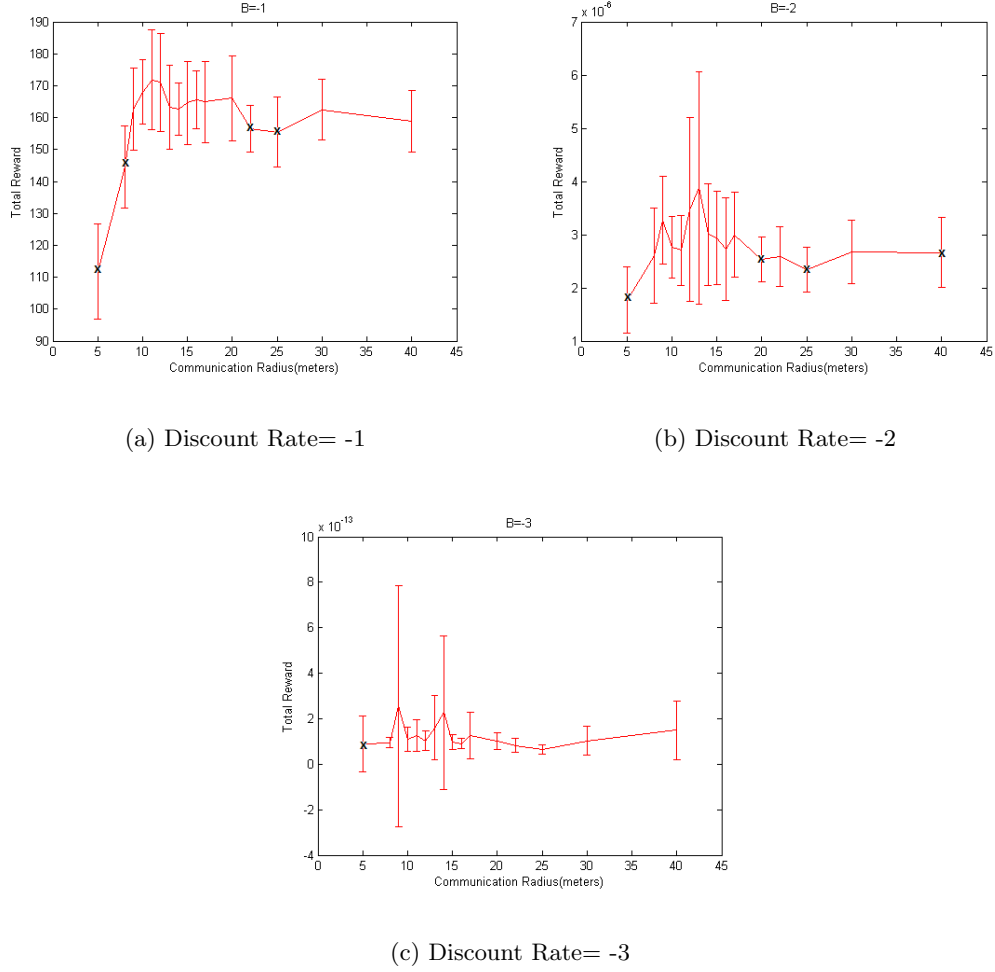 B=-1
190
180
170
160
150
140
130
120
110
100
90
Total Reward
0 5 10 15 20 25 30 35 40 45
Communication Radius(meters)
x x x x
(a) Discount Rate= -1
x 10^-6
B=-2
7
6
5
4
3
2
1
Total Reward
0 5 10 15 20 25 30 35 40 45
Communication Radius(meters)
x x x x
(b) Discount Rate= -2
x 10^-13
B=-3
10
8
6
4
2
0
-2
-4
Total Reward
0 5 10 15 20 25 30 35 40 45
Communication Radius(meters)
x
(c) Discount Rate= -3